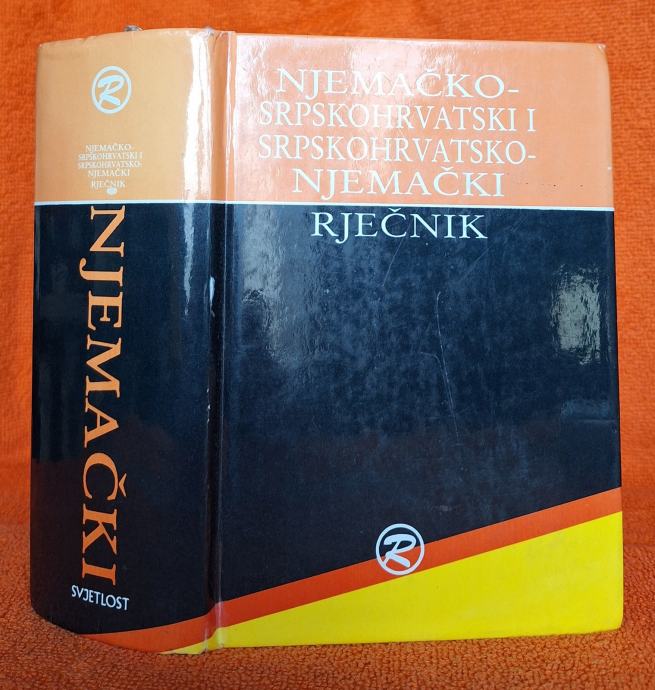 R
NJEMAČKO-
SRPSKOHRVATSKI I
SRPSKOHRVATSKO-
NJEMAČKI
RJEČNIK
NJEMAČKI
SVJETLOST
NJEMAČKO-
SRPSKOHRVATSKI I
SRPSKOHRVATSKO-
NJEMAČKI
RJEČNIK
R